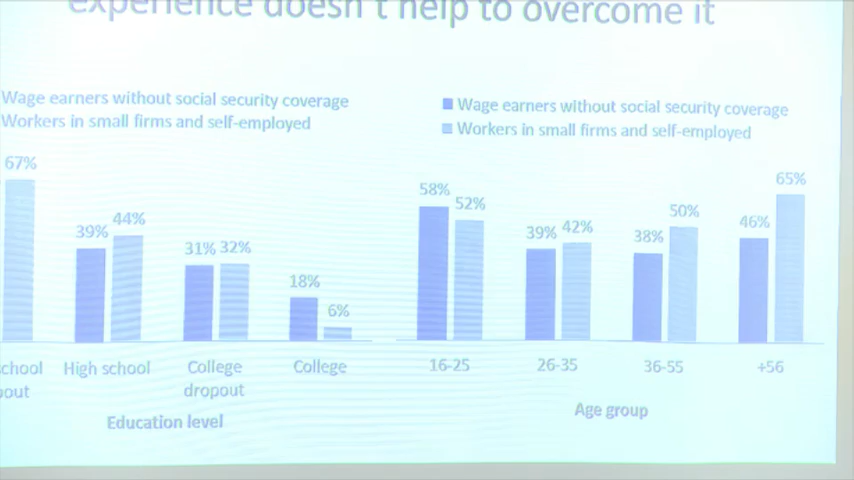 experience doesn't help to overcome it
Wage earners without social security coverage
Workers in small firms and self-employed
67%
39% 44%
31% 32%
18%
6%
High school
College
dropout
College
Education level
Wage earners without social security coverage
Workers in small firms and self-employed
58%
52%
39% 42%
38%
50%
46%
65%
16-25
26-35
36-55
+56
Age group